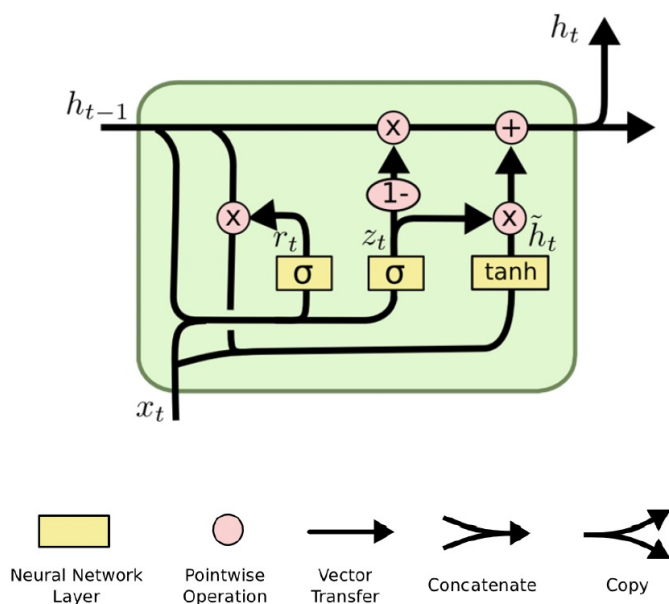 h_t
h_{t-1}
x
+
1-
x
r_t
z_t
x
h̃_t
σ
σ
tanh
x_t
Neural Network
Layer
Pointwise
Operation
Vector
Transfer
Concatenate
Copy